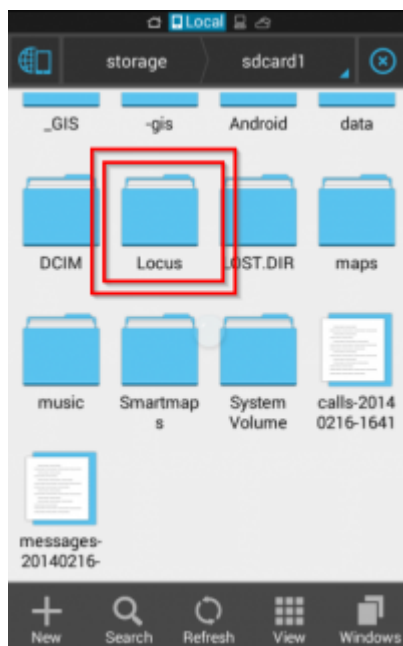 Local
storage sdcard1
_GIS -gis Android data
DCIM Locus LOST.DIR maps
music Smartmap System calls-2014
s Volume 0216-1641
messages-
20140216-
New Search Refresh View Windows